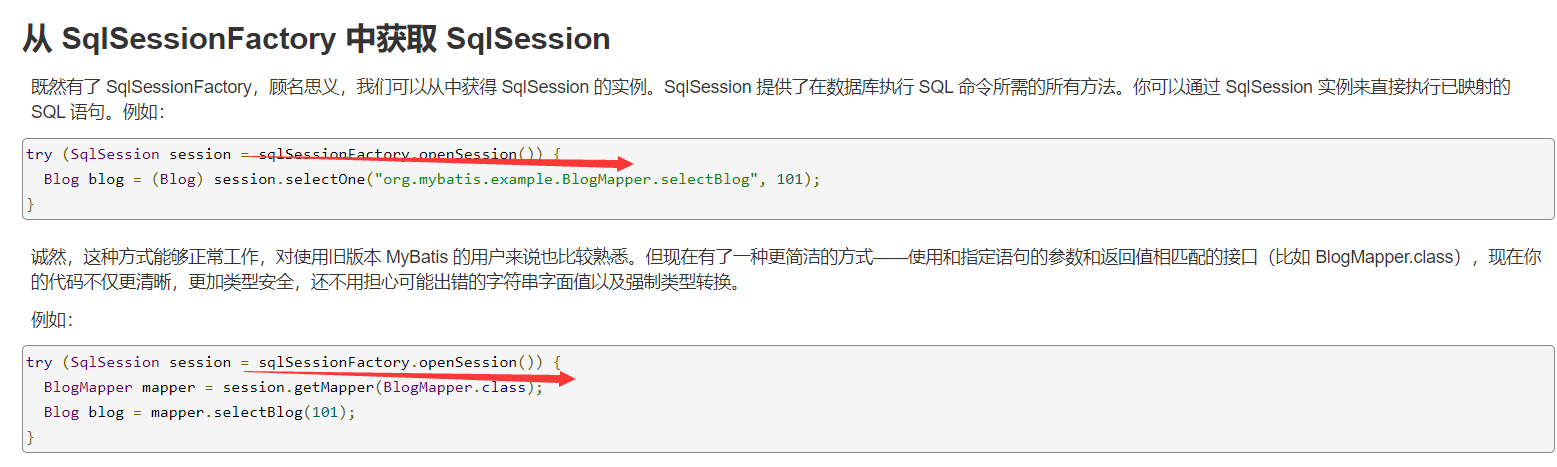 从 SqlSessionFactory 中获取 SqlSession
既然有了 SqlSessionFactory，顾名思义，我们可以从中获得 SqlSession 的实例。SqlSession 提供了在数据库执行 SQL 命令所需的所有方法。你可以通过 SqlSession 实例来直接执行已映射的
SQL 语句。例如：
try (SqlSession session = sqlSessionFactory.openSession()) {
  Blog blog = (Blog) session.selectOne("org.mybatis.example.BlogMapper.selectBlog", 101);
}
诚然，这种方式能够正常工作，对使用旧版本 MyBatis 的用户来说也比较熟悉。但现在有了一种更简洁的方式——使用和指定语句的参数和返回值相匹配的接口（比如 BlogMapper.class），现在你
的代码不仅更清晰，更加类型安全，还不用担心可能出错的字符串字面值以及强制类型转换。
例如：
try (SqlSession session = sqlSessionFactory.openSession()) {
  BlogMapper mapper = session.getMapper(BlogMapper.class);
  Blog blog = mapper.selectBlog(101);
}